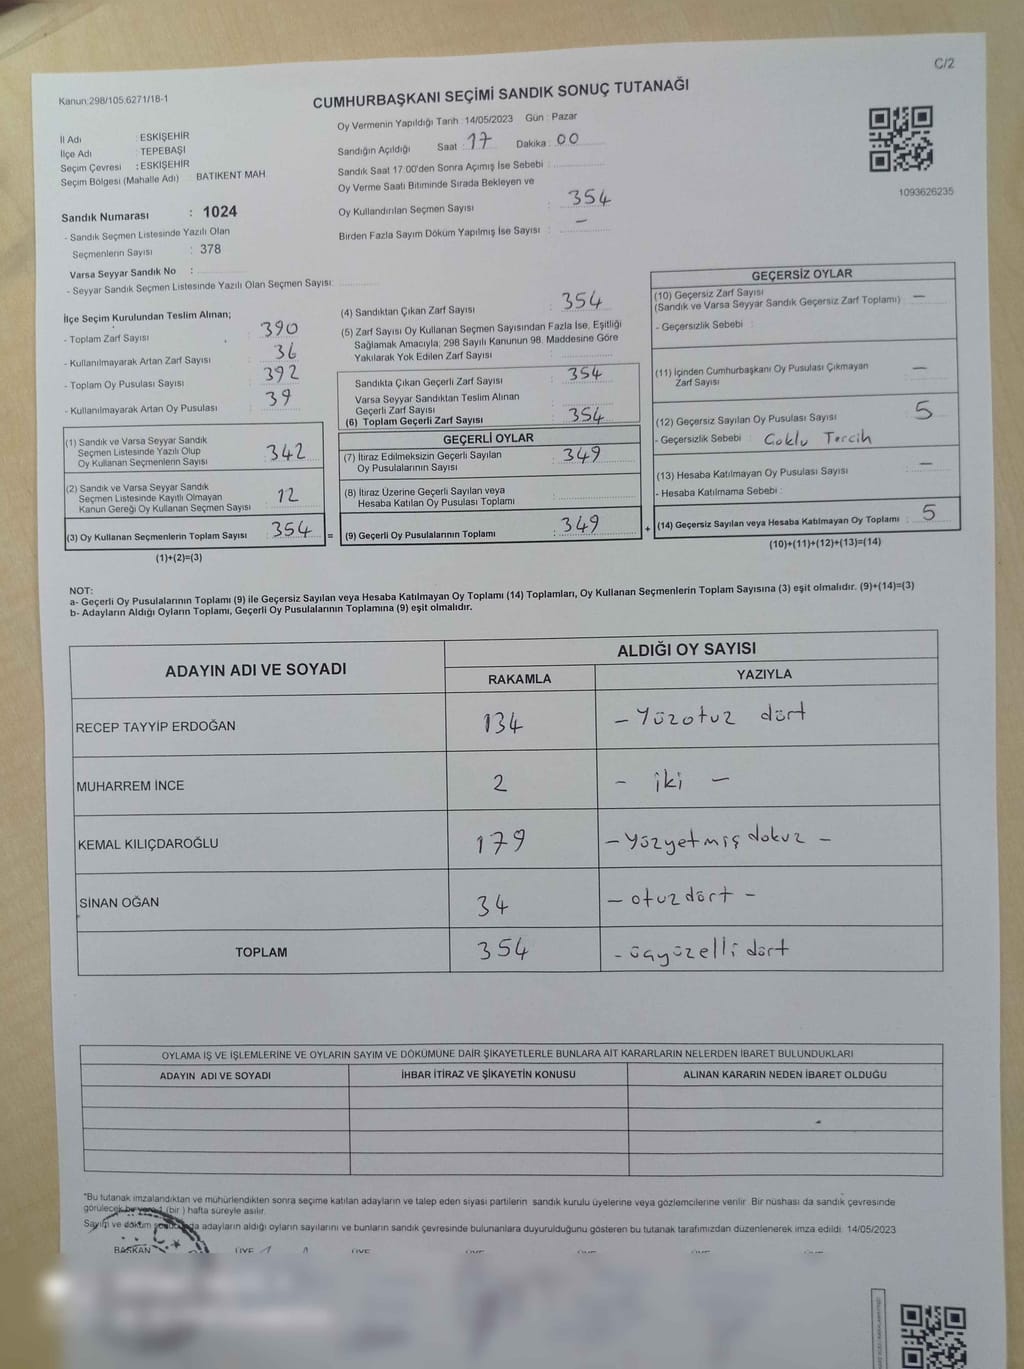 C/2
Kanun:298/105,6271/18-1
CUMHURBAŞKANI SEÇİMİ SANDIK SONUÇ TUTANAĞI
İl Adı : ESKİŞEHİR
İlçe Adı : TEPEBAŞI
Seçim Çevresi : ESKİŞEHİR
Seçim Bölgesi (Mahalle Adı) BATIKENT MAH.
Sandık Numarası : 1024
- Sandık Seçmen Listesinde Yazılı Olan
Seçmenlerin Sayısı : 378
Varsa Seyyar Sandık No :
- Seyyar Sandık Seçmen Listesinde Yazılı Olan Seçmen Sayısı:
Oy Vermenin Yapıldığı Tarih : 14/05/2023 Gün : Pazar
Sandığın Açıldığı Saat : 17 Dakika : 00
Sandık Saat 17:00'den Sonra Açımış İse Sebebi :
Oy Verme Saati Bitiminde Sırada Bekleyen ve
Oy Kullandırılan Seçmen Sayısı : 354
Birden Fazla Sayım Döküm Yapılmış İse Sayısı : -
1093626235
İlçe Seçim Kurulundan Teslim Alınan;
- Toplam Zarf Sayısı : 390
- Kullanılmayarak Artan Zarf Sayısı : 36
- Toplam Oy Pusulası Sayısı : 392
- Kullanılmayarak Artan Oy Pusulası : 39
(1) Sandık ve Varsa Seyyar Sandık
Seçmen Listesinde Yazılı Olup
Oy Kullanan Seçmenlerin Sayısı : 342
(2) Sandık ve Varsa Seyyar Sandık
Seçmen Listesinde Kayıtlı Olmayan
Kanun Gereği Oy Kullanan Seçmen Sayısı : 12
(3) Oy Kullanan Seçmenlerin Toplam Sayısı : 354 =
(1)+(2)=(3)
(4) Sandıktan Çıkan Zarf Sayısı : 354
(5) Zarf Sayısı Oy Kullanan Seçmen Sayısından Fazla İse, Eşitliği
Sağlamak Amacıyla; 298 Sayılı Kanunun 98. Maddesine Göre
Yakılarak Yok Edilen Zarf Sayısı :
Sandıkta Çıkan Geçerli Zarf Sayısı : 354
Varsa Seyyar Sandıktan Teslim Alınan
Geçerli Zarf Sayısı :
(6) Toplam Geçerli Zarf Sayısı : 354
GEÇERLİ OYLAR
(7) İtiraz Edilmeksizin Geçerli Sayılan
Oy Pusulalarının Sayısı : 349
(8) İtiraz Üzerine Geçerli Sayılan veya
Hesaba Katılan Oy Pusulası Toplamı :
(9) Geçerli Oy Pusulalarının Toplamı : 349 +
GEÇERSİZ OYLAR
(10) Geçersiz Zarf Sayısı
(Sandık ve Varsa Seyyar Sandık Geçersiz Zarf Toplamı) : -
- Geçersizlik Sebebi :
(11) İçinden Cumhurbaşkanı Oy Pusulası Çıkmayan
Zarf Sayısı : -
(12) Geçersiz Sayılan Oy Pusulası Sayısı : 5
- Geçersizlik Sebebi : Çoklu Tercih
(13) Hesaba Katılmayan Oy Pusulası Sayısı : -
- Hesaba Katılmama Sebebi :
(14) Geçersiz Sayılan veya Hesaba Katılmayan Oy Toplamı : 5
(10)+(11)+(12)+(13)=(14)
NOT:
a- Geçerli Oy Pusulalarının Toplamı (9) ile Geçersiz Sayılan veya Hesaba Katılmayan Oy Toplamı (14) Toplamları, Oy Kullanan Seçmenlerin Toplam Sayısına (3) eşit olmalıdır. (9)+(14)=(3)
b- Adayların Aldığı Oyların Toplamı, Geçerli Oy Pusulalarının Toplamına (9) eşit olmalıdır.
ADAYIN ADI VE SOYADI ALDIĞI OY SAYISI
RAKAMLA YAZIYLA
RECEP TAYYİP ERDOĞAN 134 - Yüzotuz dört
MUHARREM İNCE 2 - iki -
KEMAL KILIÇDAROĞLU 179 - Yüzyetmiş dokuz -
SİNAN OĞAN 34 - otuzdört -
TOPLAM 354 - üçyüzelli dört
OYLAMA İŞ VE İŞLEMLERİNE VE OYLARIN SAYIM VE DÖKÜMÜNE DAİR ŞİKAYETLERLE BUNLARA AİT KARARLARIN NELERDEN İBARET BULUNDUKLARI
ADAYIN ADI VE SOYADI İHBAR İTİRAZ VE ŞİKAYETİN KONUSU ALINAN KARARIN NEDEN İBARET OLDUĞU
*Bu tutanak imzalandıktan ve mühürlendikten sonra seçime katılan adayların ve talep eden siyasi partilerin sandık kurulu üyelerine veya gözlemcilerine verilir. Bir nüshası da sandık çevresinde
görülecek bir yere 1 (bir ) hafta süreyle asılır.
Sayım ve döküm da adayların aldığı oyların sayılarını ve bunların sandık çevresinde bulunanlara duyurulduğunu gösteren bu tutanak tarafımızdan düzenlenerek imza edildi. 14/05/2023
BAŞKAN ÜYE ÜYE ÜYE ÜYE ÜYE ÜYE